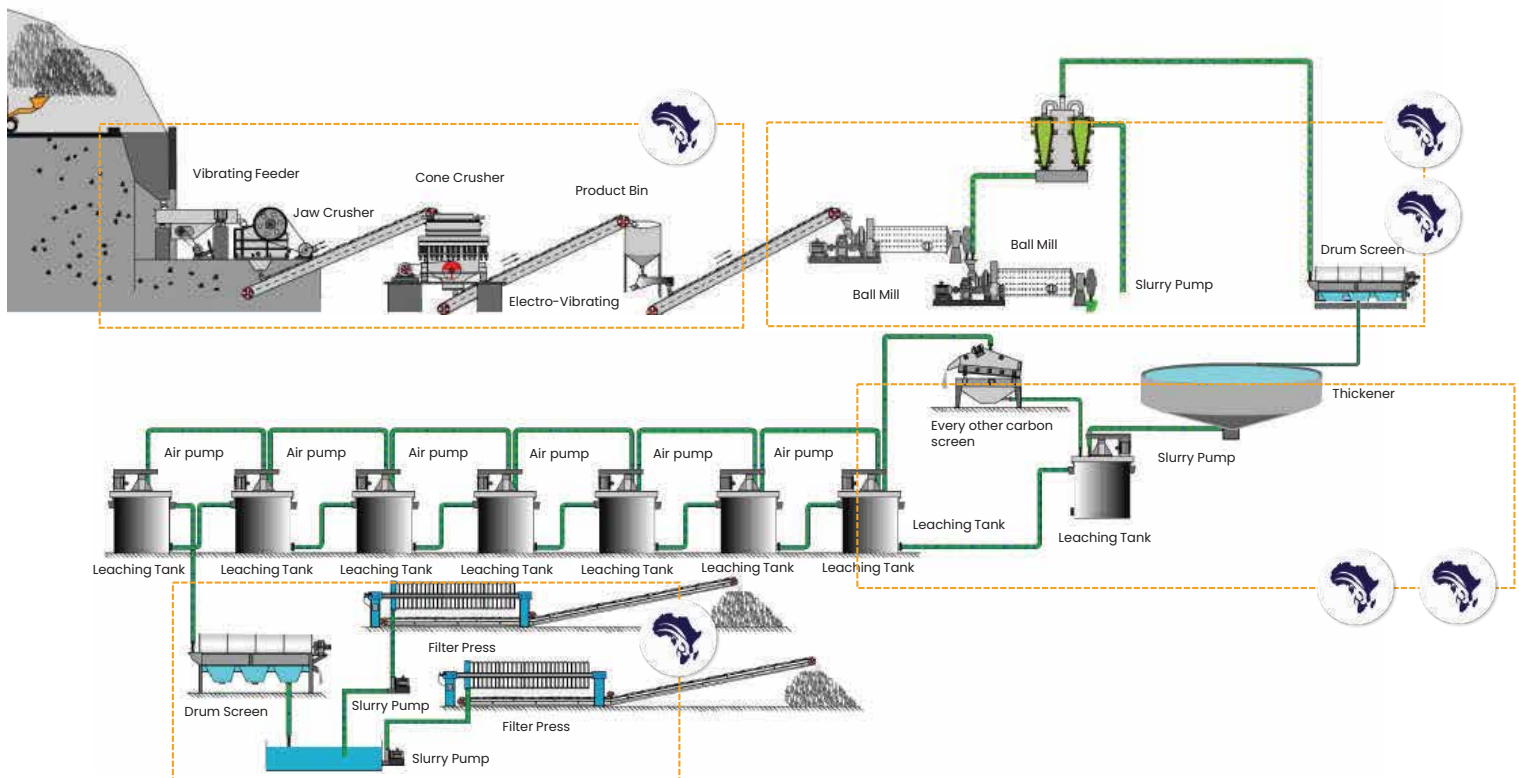 Vibrating Feeder
Jaw Crusher
Cone Crusher
Product Bin
Electro-Vibrating
Ball Mill
Ball Mill
Slurry Pump
Drum Screen
Thickener
Every other carbon
screen
Slurry Pump
Leaching Tank
Leaching Tank
Air pump
Air pump
Air pump
Air pump
Air pump
Air pump
Leaching Tank
Leaching Tank
Leaching Tank
Leaching Tank
Leaching Tank
Leaching Tank
Leaching Tank
Filter Press
Drum Screen
Slurry Pump
Filter Press
Slurry Pump